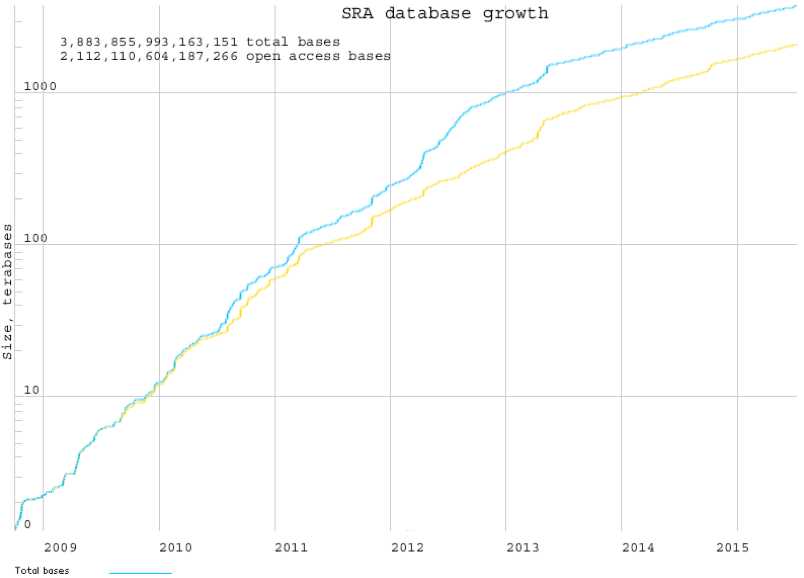 SRA database growth
3,883,855,993,163,151 total bases
2,112,110,604,187,266 open access bases
Size, terabases
1000
100
10
0
2009 2010 2011 2012 2013 2014 2015
Total bases